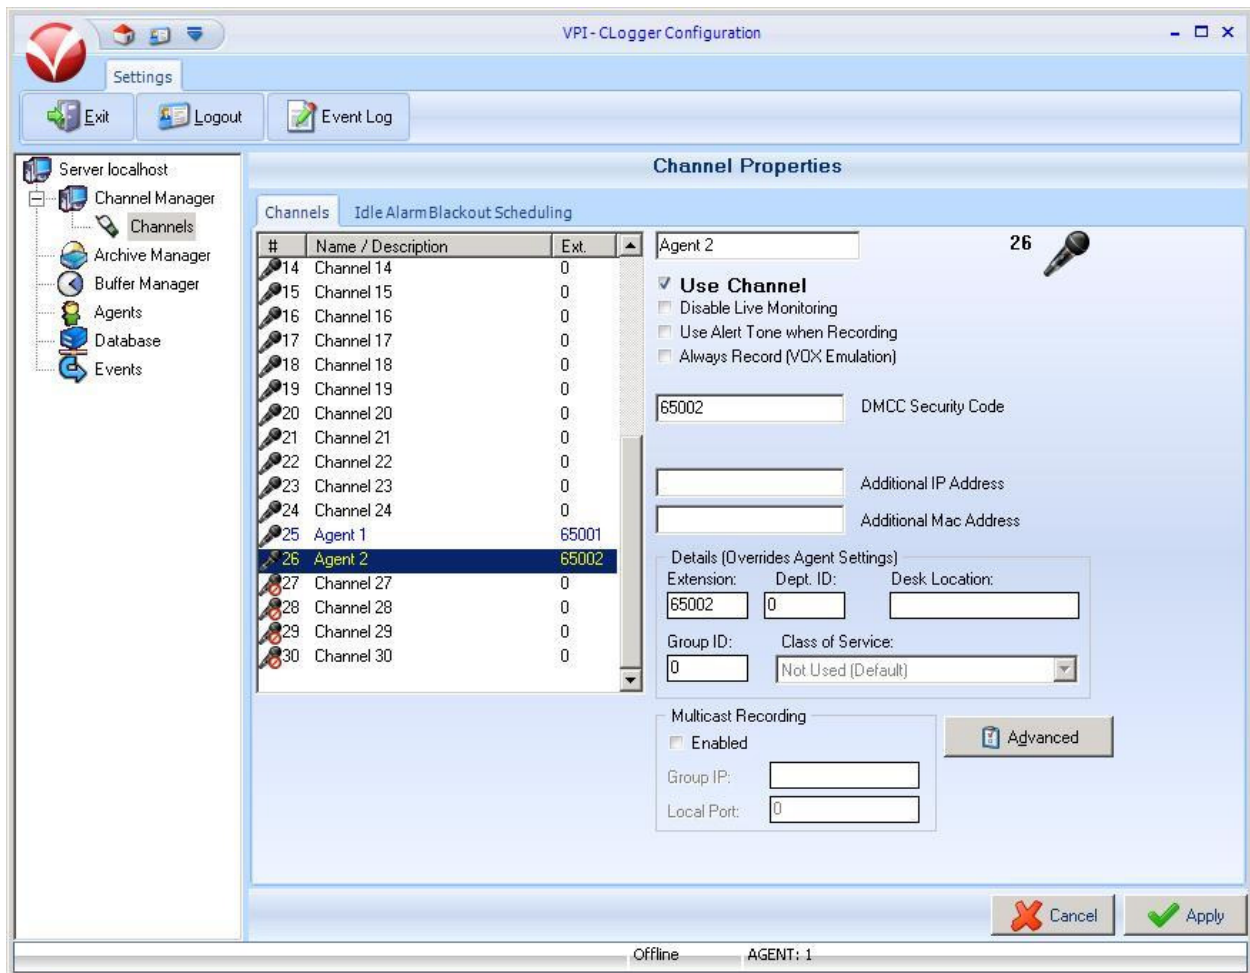 VPI - CLogger Configuration
Settings
Exit Logout Event Log
Server localhost
Channel Manager
Channels
Archive Manager
Buffer Manager
Agents
Database
Events
Channel Properties
Channels Idle Alarm Blackout Scheduling
# Name / Description Ext.
14 Channel 14 0
15 Channel 15 0
16 Channel 16 0
17 Channel 17 0
18 Channel 18 0
19 Channel 19 0
20 Channel 20 0
21 Channel 21 0
22 Channel 22 0
23 Channel 23 0
24 Channel 24 0
25 Agent 1 65001
26 Agent 2 65002
27 Channel 27 0
28 Channel 28 0
29 Channel 29 0
30 Channel 30 0
Agent 2 26
Use Channel
Disable Live Monitoring
Use Alert Tone when Recording
Always Record (VOX Emulation)
65002 DMCC Security Code
Additional IP Address
Additional Mac Address
Details (Overrides Agent Settings)
Extension: Dept. ID: Desk Location:
65002 0
Group ID: Class of Service:
0 Not Used (Default)
Multicast Recording
Enabled
Group IP:
Local Port: 0
Advanced
Cancel Apply
Offline AGENT: 1